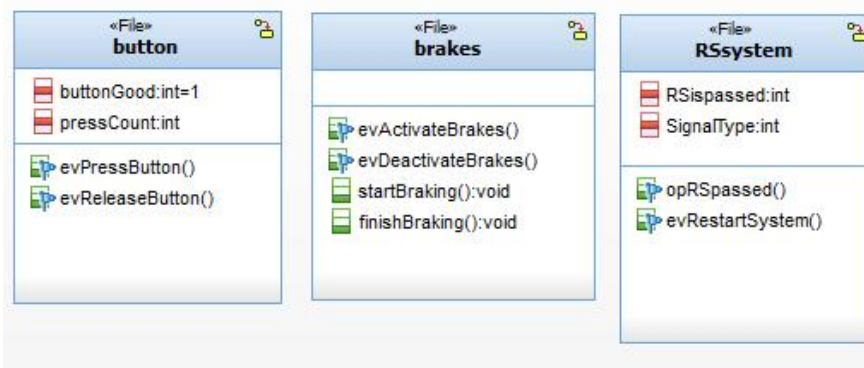 «File»
button
buttonGood:int=1
pressCount:int
evPressButton()
evReleaseButton()
«File»
brakes
evActivateBrakes()
evDeactivateBrakes()
startBraking():void
finishBraking():void
«File»
RSsystem
RSispassed:int
SignalType:int
opRSpassed()
evRestartSystem()